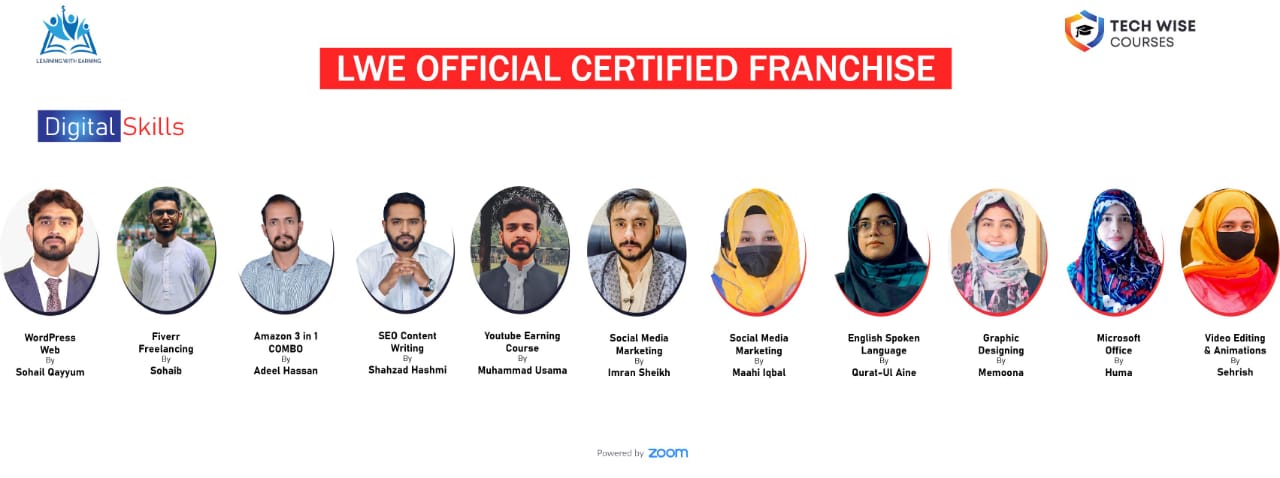 LEARNING WITH EARNING
TECH WISE
COURSES
LWE OFFICIAL CERTIFIED FRANCHISE
Digital Skills
WordPress
Web
By
Sohail Qayyum
Fiverr
Freelancing
By
Sohaib
Amazon 3 in 1
COMBO
By
Adeel Hassan
SEO Content
Writing
By
Shahzad Hashmi
Youtube Earning
Course
By
Muhammad Usama
Social Media
Marketing
By
Imran Sheikh
Social Media
Marketing
By
Maahi Iqbal
English Spoken
Language
By
Qurat-Ul Aine
Graphic
Designing
By
Memoona
Microsoft
Office
By
Huma
Video Editing
& Animations
By
Sehrish
Powered by zoom